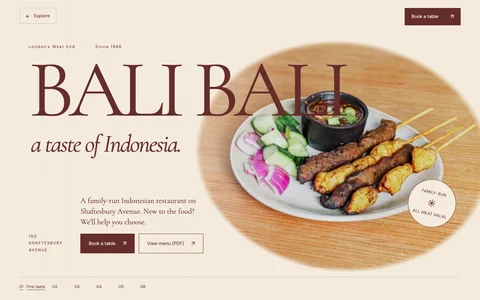 + Explore
Book a table ↗
London's West End · Since 1986
BALI BALI
a taste of Indonesia.
A family-run Indonesian restaurant on
Shaftesbury Avenue. New to the food?
We'll help you choose.
150
SHAFTESBURY
AVENUE
Book a table ↗
View menu (PDF) ↗
FAMILY-RUN
ALL MEAT HALAL
01 First taste 02 03 04 05 06